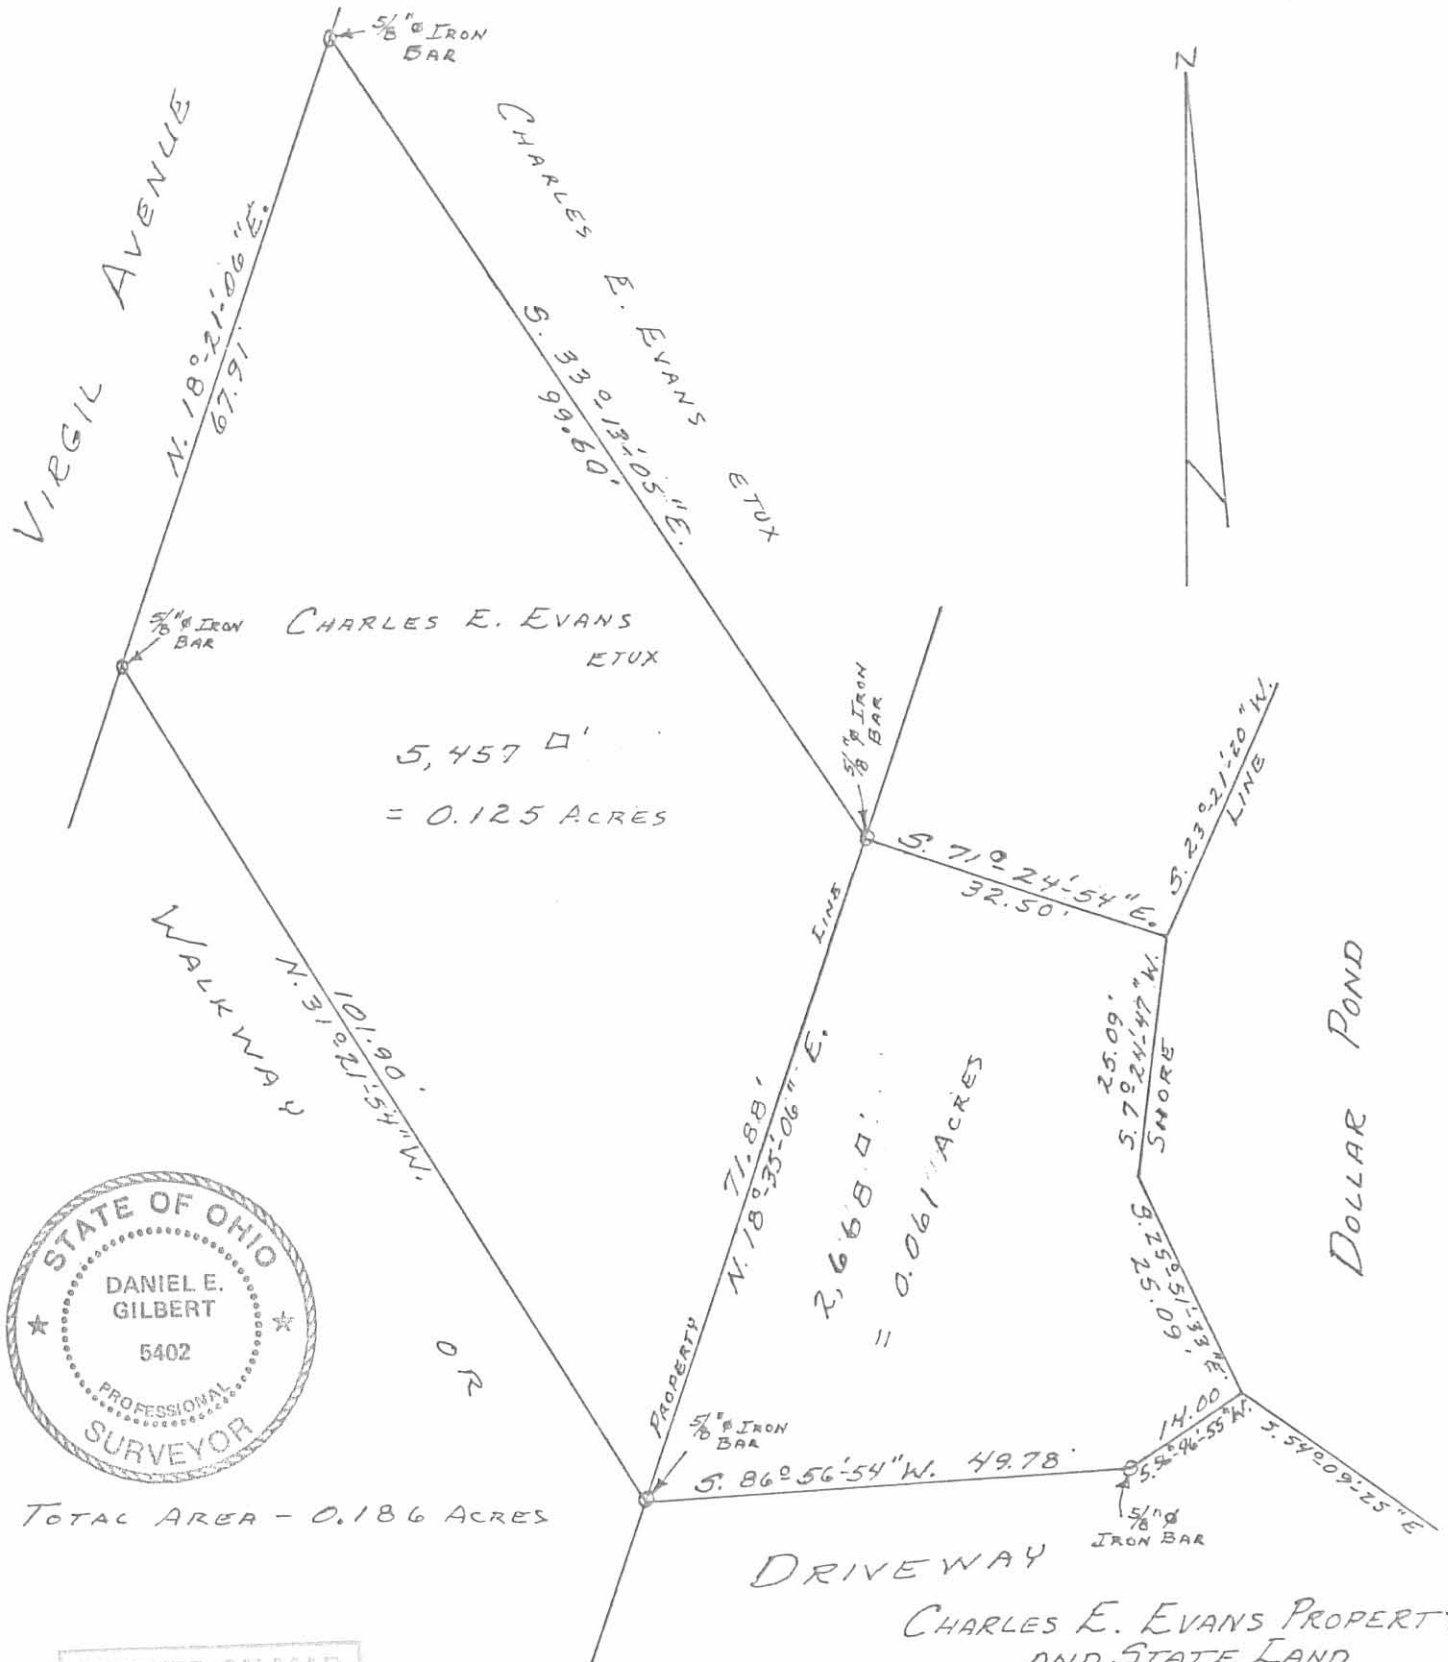 5/8" ø IRON
BAR
N
VIRGIL AVENUE
N. 18°-21'-06" E.
67.91'
CHARLES E. EVANS ETUX
S. 33°-13'-05" E.
99.60'
5/8" ø IRON
BAR
CHARLES E. EVANS
ETUX
5,457 □'
= 0.125 ACRES
5/8" ø IRON
BAR
S. 71°-24'-54" E.
32.50'
S. 23°-21'-20" W.
LINE
WALKWAY OR
101.90'
N. 31°-21'-54" W.
PROPERTY LINE
71.88'
N. 18°-35'-06" E.
2,668 □'
= 0.061 ACRES
25.09'
S. 7°-24'-47" W.
SHORE
S. 25°-51'-33" E.
25.09'
DOLLAR POND
STATE OF OHIO
DANIEL E.
GILBERT
5402
PROFESSIONAL
SURVEYOR
5/8" ø IRON
BAR
S. 86°-56'-54" W. 49.78'
14.00
S. 54°-09'-25" E
5/8" ø
IRON BAR
TOTAL AREA - 0.186 ACRES
DRIVEWAY
CHARLES E. EVANS PROPERTY
AND STATE LAND